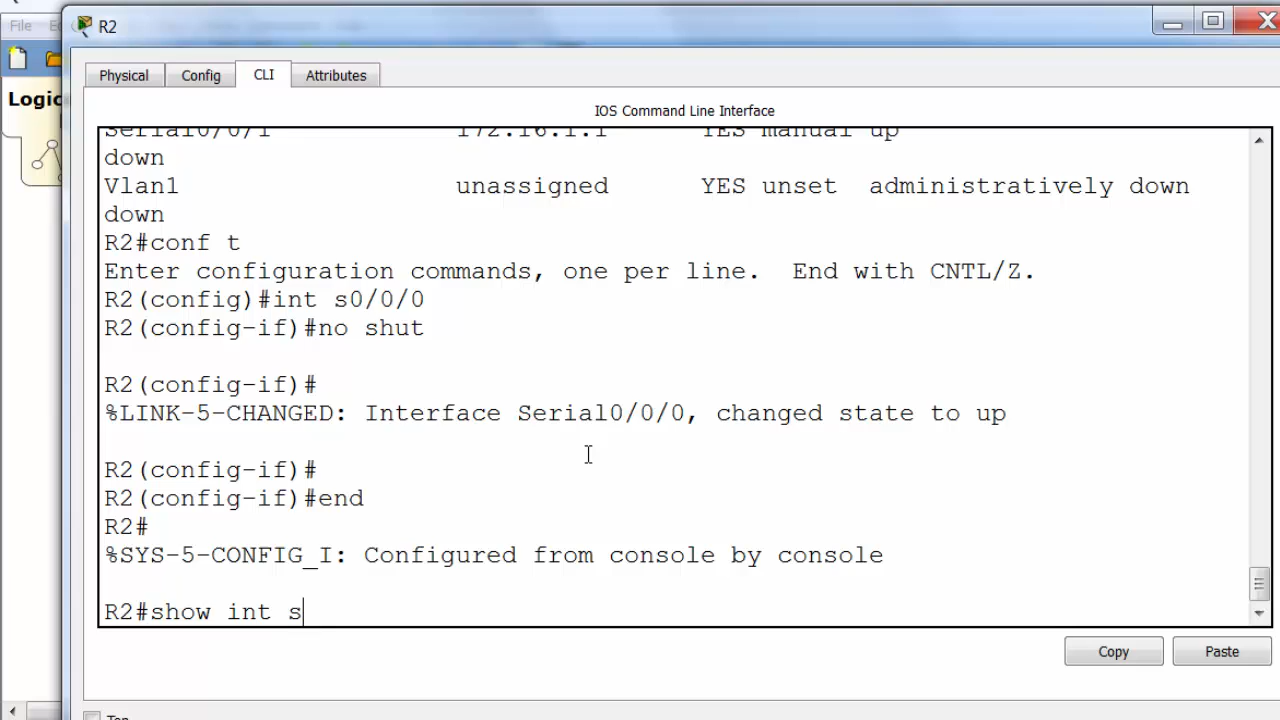 R2
File
Physical
Config
CLI
Attributes
Logic
IOS Command Line Interface
Serial0/0/1 172.16.1.1 YES manual up
down
Vlan1 unassigned YES unset administratively down
down
R2#conf t
Enter configuration commands, one per line. End with CNTL/Z.
R2(config)#int s0/0/0
R2(config-if)#no shut
R2(config-if)#
%LINK-5-CHANGED: Interface Serial0/0/0, changed state to up
R2(config-if)#
R2(config-if)#end
R2#
%SYS-5-CONFIG_I: Configured from console by console
R2#show int s
Copy
Paste
Top